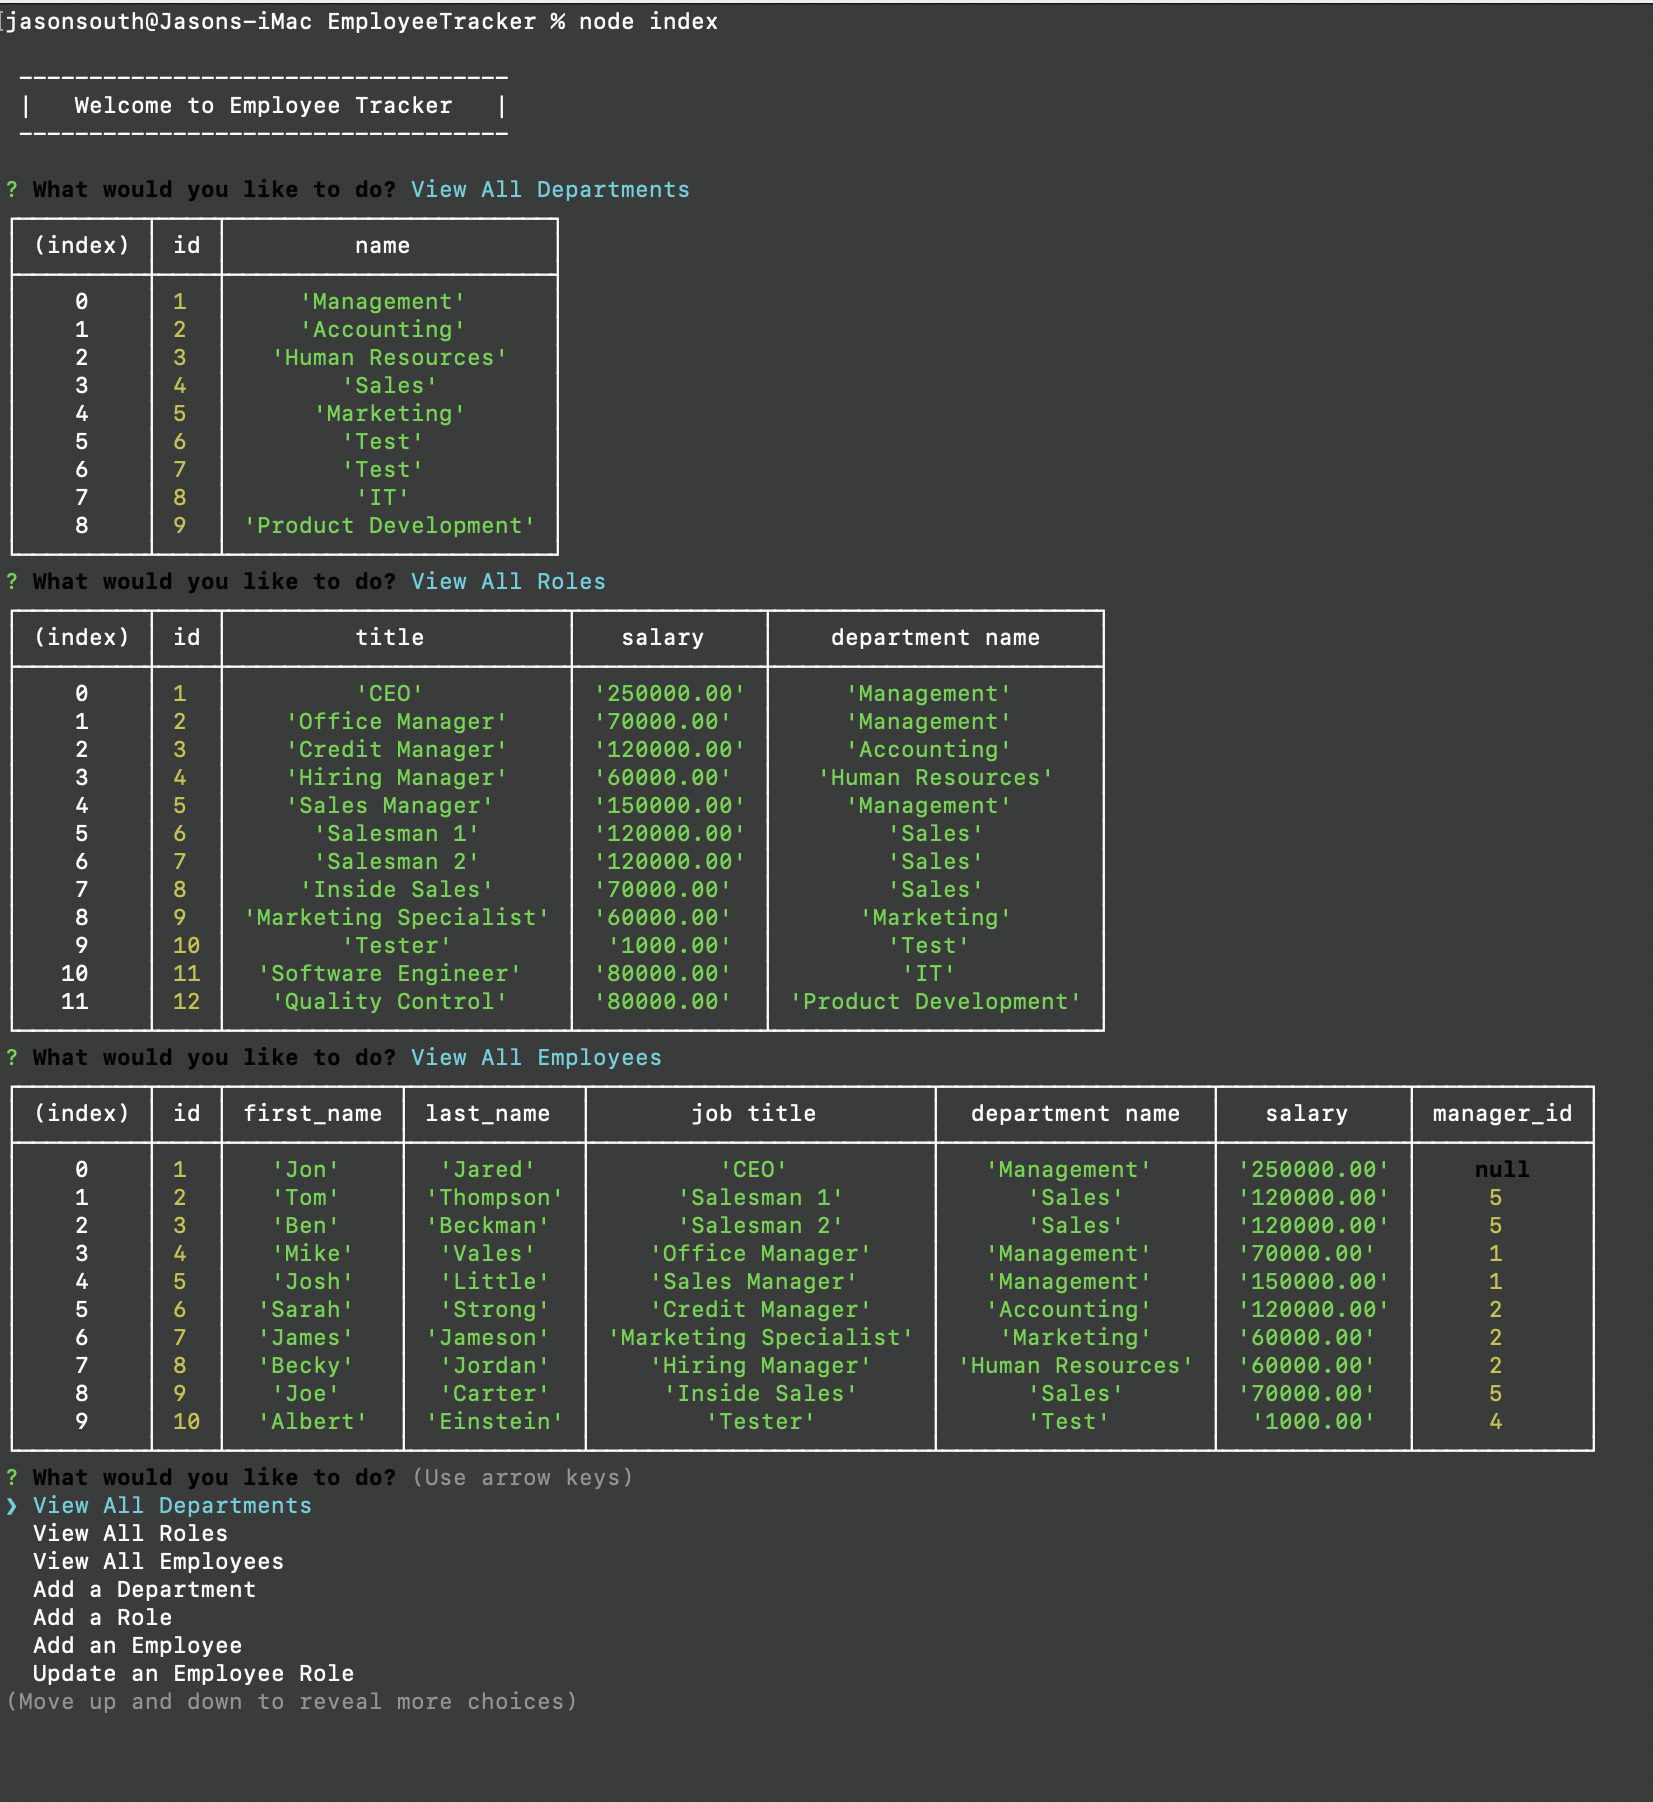 [jasonsouth@Jasons-iMac EmployeeTracker % node index
-----------------------------------
|   Welcome to Employee Tracker   |
-----------------------------------
? What would you like to do? View All Departments
│ (index) │ id │ name │
│ 0 │ 1 │ 'Management' │
│ 1 │ 2 │ 'Accounting' │
│ 2 │ 3 │ 'Human Resources' │
│ 3 │ 4 │ 'Sales' │
│ 4 │ 5 │ 'Marketing' │
│ 5 │ 6 │ 'Test' │
│ 6 │ 7 │ 'Test' │
│ 7 │ 8 │ 'IT' │
│ 8 │ 9 │ 'Product Development' │
? What would you like to do? View All Roles
│ (index) │ id │ title │ salary │ department name │
│ 0 │ 1 │ 'CEO' │ '250000.00' │ 'Management' │
│ 1 │ 2 │ 'Office Manager' │ '70000.00' │ 'Management' │
│ 2 │ 3 │ 'Credit Manager' │ '120000.00' │ 'Accounting' │
│ 3 │ 4 │ 'Hiring Manager' │ '60000.00' │ 'Human Resources' │
│ 4 │ 5 │ 'Sales Manager' │ '150000.00' │ 'Management' │
│ 5 │ 6 │ 'Salesman 1' │ '120000.00' │ 'Sales' │
│ 6 │ 7 │ 'Salesman 2' │ '120000.00' │ 'Sales' │
│ 7 │ 8 │ 'Inside Sales' │ '70000.00' │ 'Sales' │
│ 8 │ 9 │ 'Marketing Specialist' │ '60000.00' │ 'Marketing' │
│ 9 │ 10 │ 'Tester' │ '1000.00' │ 'Test' │
│ 10 │ 11 │ 'Software Engineer' │ '80000.00' │ 'IT' │
│ 11 │ 12 │ 'Quality Control' │ '80000.00' │ 'Product Development' │
? What would you like to do? View All Employees
│ (index) │ id │ first_name │ last_name │ job title │ department name │ salary │ manager_id │
│ 0 │ 1 │ 'Jon' │ 'Jared' │ 'CEO' │ 'Management' │ '250000.00' │ null │
│ 1 │ 2 │ 'Tom' │ 'Thompson' │ 'Salesman 1' │ 'Sales' │ '120000.00' │ 5 │
│ 2 │ 3 │ 'Ben' │ 'Beckman' │ 'Salesman 2' │ 'Sales' │ '120000.00' │ 5 │
│ 3 │ 4 │ 'Mike' │ 'Vales' │ 'Office Manager' │ 'Management' │ '70000.00' │ 1 │
│ 4 │ 5 │ 'Josh' │ 'Little' │ 'Sales Manager' │ 'Management' │ '150000.00' │ 1 │
│ 5 │ 6 │ 'Sarah' │ 'Strong' │ 'Credit Manager' │ 'Accounting' │ '120000.00' │ 2 │
│ 6 │ 7 │ 'James' │ 'Jameson' │ 'Marketing Specialist' │ 'Marketing' │ '60000.00' │ 2 │
│ 7 │ 8 │ 'Becky' │ 'Jordan' │ 'Hiring Manager' │ 'Human Resources' │ '60000.00' │ 2 │
│ 8 │ 9 │ 'Joe' │ 'Carter' │ 'Inside Sales' │ 'Sales' │ '70000.00' │ 5 │
│ 9 │ 10 │ 'Albert' │ 'Einstein' │ 'Tester' │ 'Test' │ '1000.00' │ 4 │
? What would you like to do? (Use arrow keys)
❯ View All Departments
View All Roles
View All Employees
Add a Department
Add a Role
Add an Employee
Update an Employee Role
(Move up and down to reveal more choices)